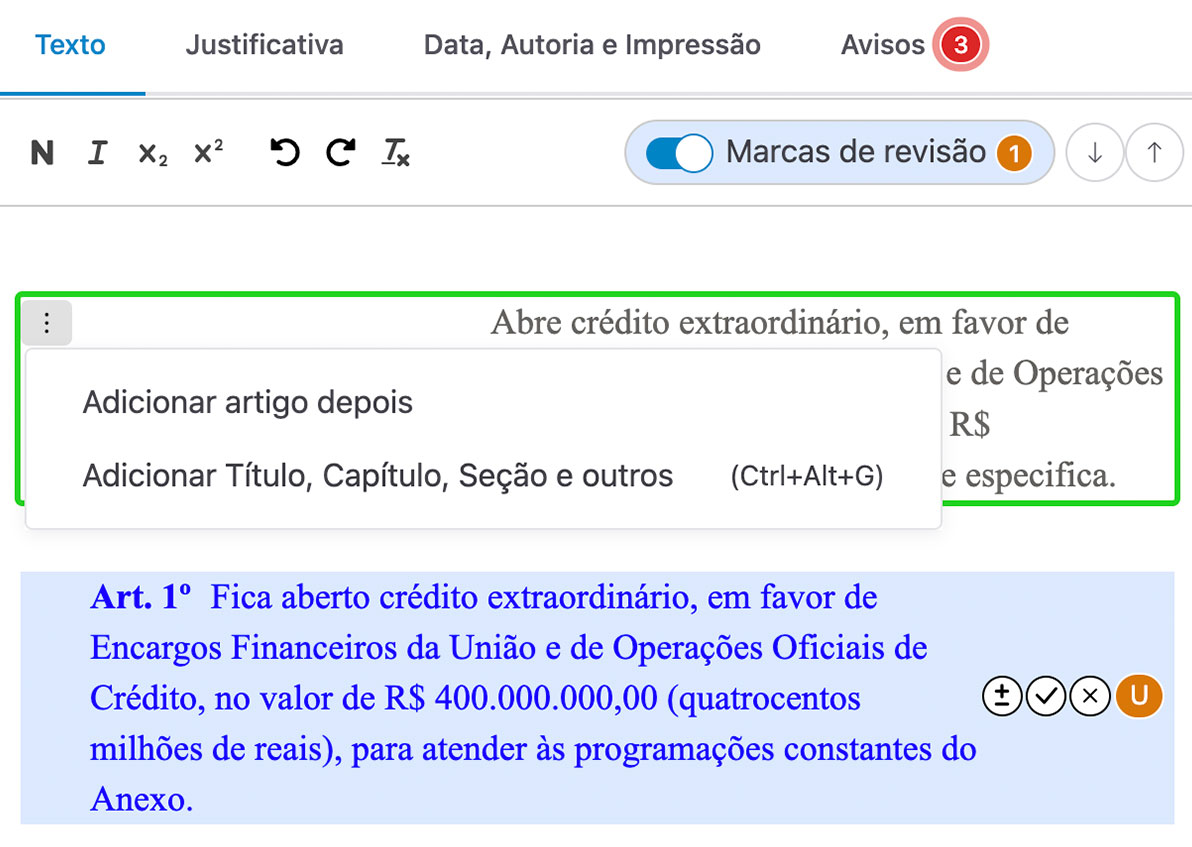 Texto Justificativa Data, Autoria e Impressão Avisos 3
N I x₂ x² Tx Marcas de revisão 1
Abre crédito extraordinário, em favor de
e de Operações
Adicionar artigo depois
R$
Adicionar Título, Capítulo, Seção e outros (Ctrl+Alt+G)
e especifica.
Art. 1º Fica aberto crédito extraordinário, em favor de
Encargos Financeiros da União e de Operações Oficiais de
Crédito, no valor de R$ 400.000.000,00 (quatrocentos
milhões de reais), para atender às programações constantes do
Anexo.
U